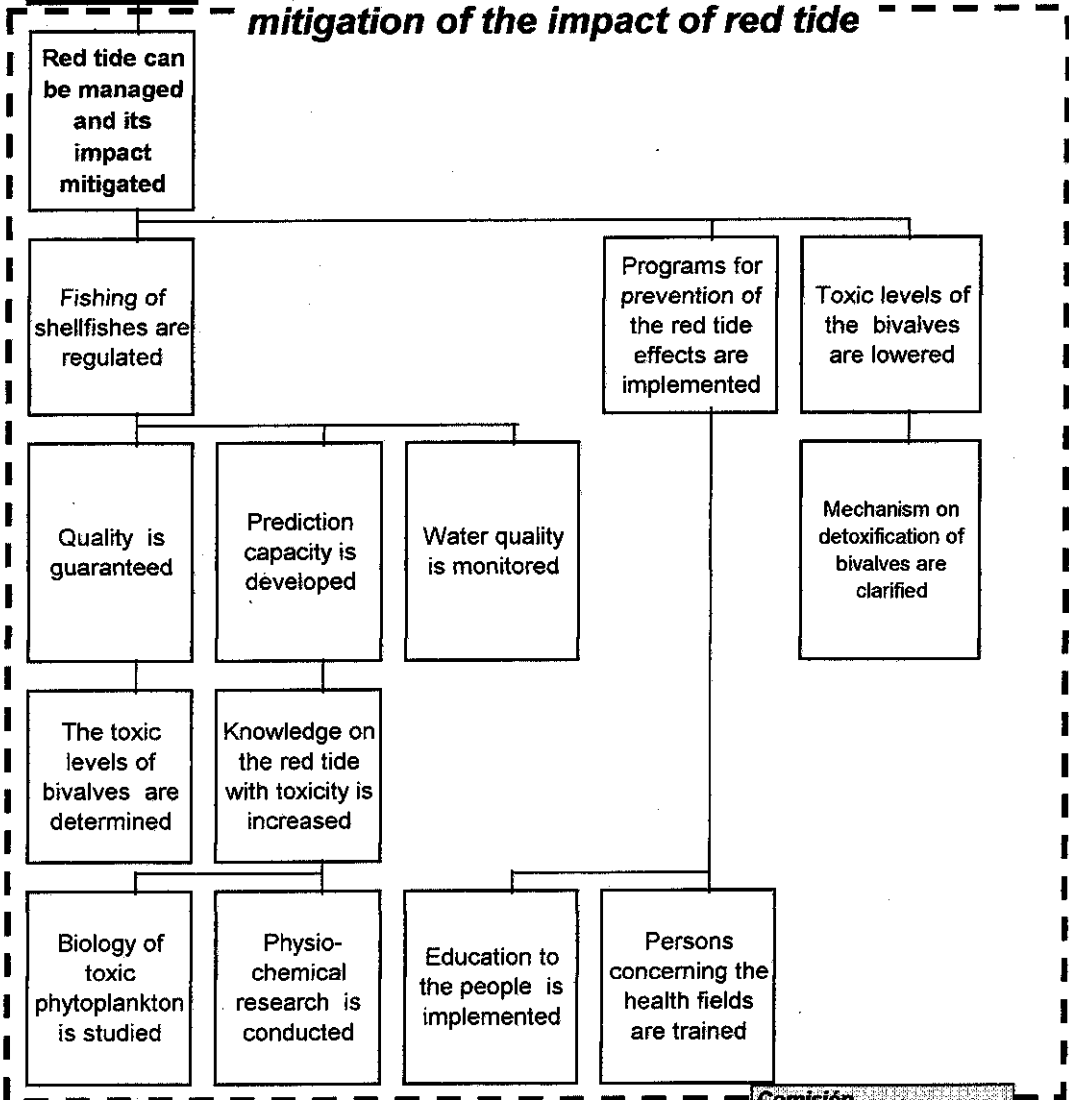 mitigation of the impact of red tide
Red tide can
be managed
and its
impact
mitigated
Fishing of
shellfishes are
regulated
Programs for
prevention of
the red tide
effects are
implemented
Toxic levels of
the bivalves
are lowered
Quality is
guaranteed
Prediction
capacity is
developed
Water quality
is monitored
Mechanism on
detoxification of
bivalves are
clarified
The toxic
levels of
bivalves are
determined
Knowledge on
the red tide
with toxicity is
increased
Biology of
toxic
phytoplankton
is studied
Physio-
chemical
research is
conducted
Education to
the people is
implemented
Persons
concerning the
health fields
are trained
Comisión